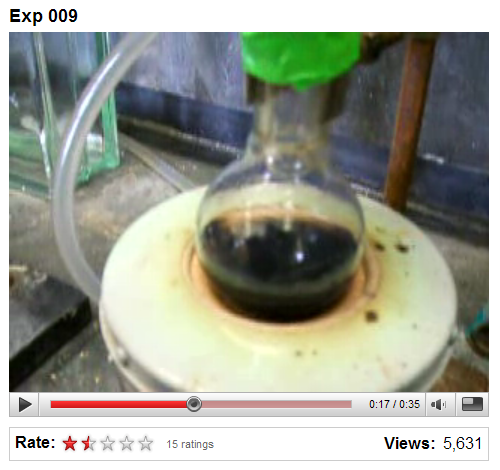 Exp 009
0:17 / 0:35
Rate: 15 ratings Views: 5,631